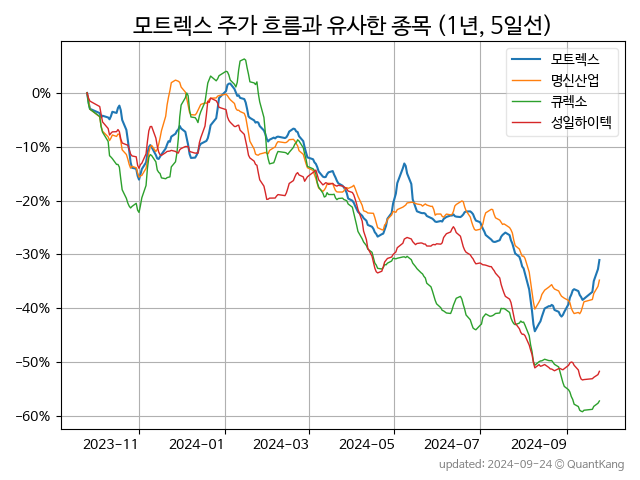 모트렉스 주가 흐름과 유사한 종목 (1년, 5일선)
모트렉스
명신산업
큐렉소
성일하이텍
0%
−10%
−20%
−30%
−40%
−50%
−60%
2023-11
2024-01
2024-03
2024-05
2024-07
2024-09
updated: 2024-09-24 © QuantKang